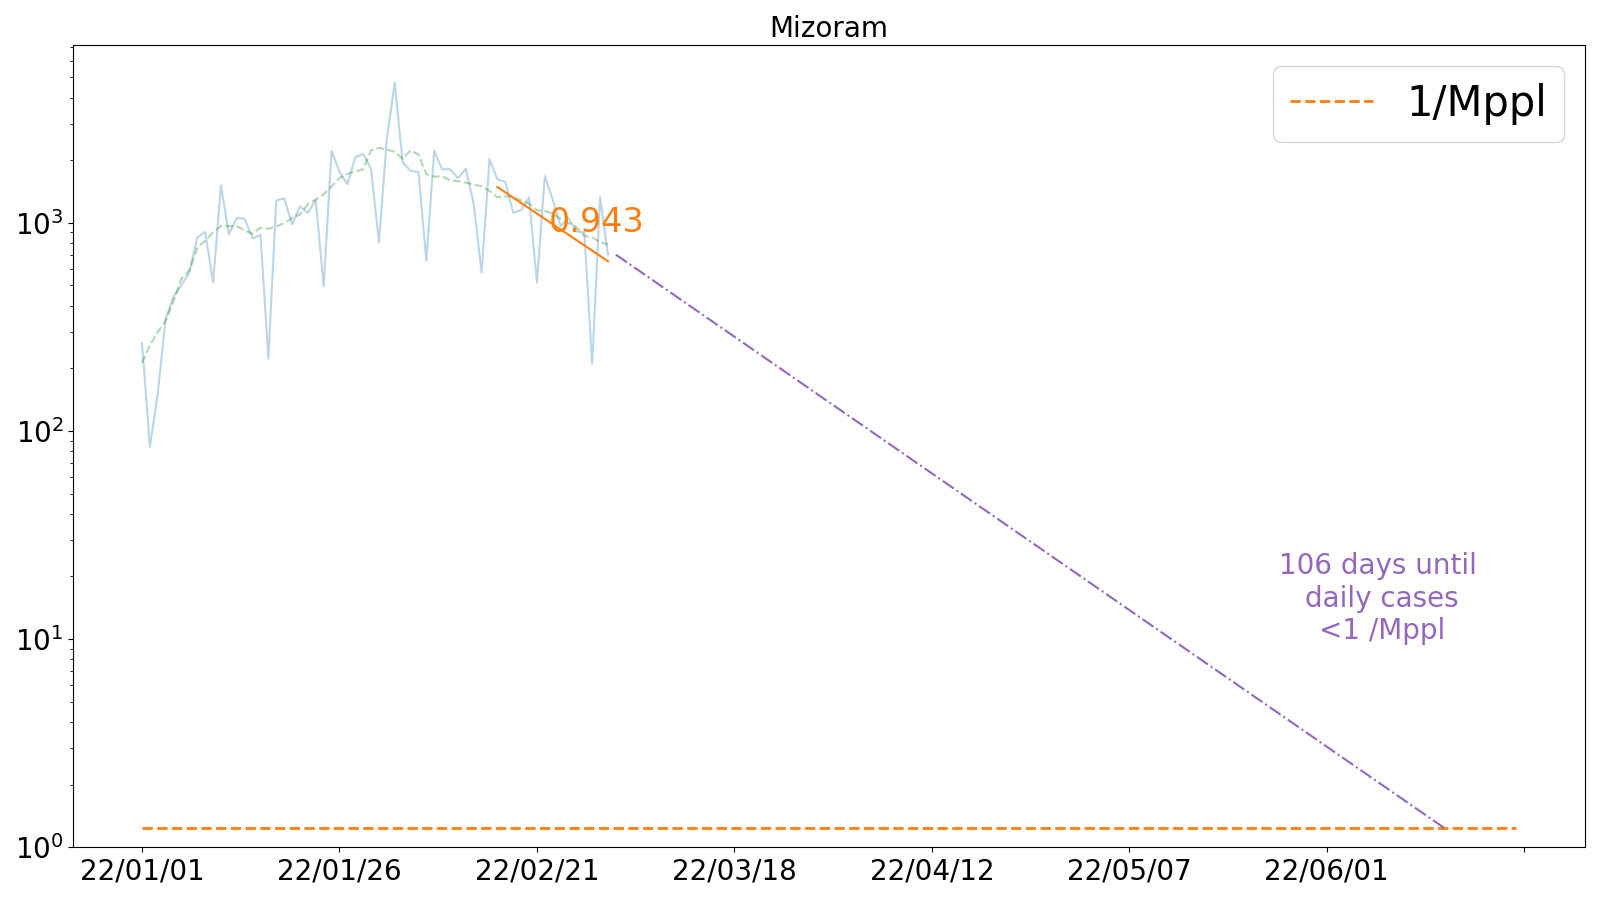 Mizoram
1/Mppl
0.943
106 days until
daily cases
<1 /Mppl
10³
10²
10¹
10⁰
22/01/01 22/01/26 22/02/21 22/03/18 22/04/12 22/05/07 22/06/01